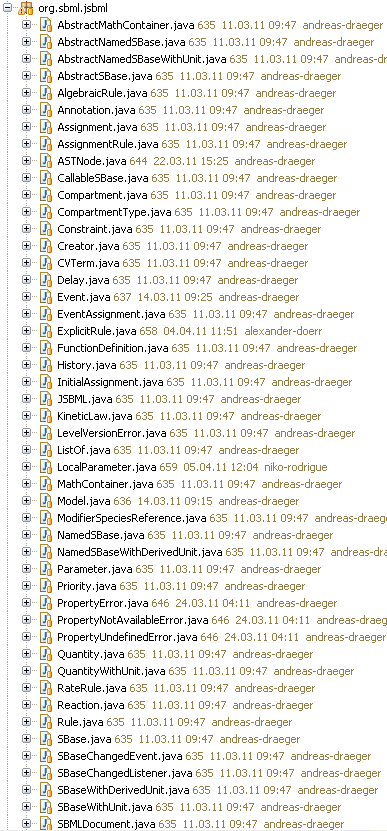 org.sbml.jsbml
AbstractMathContainer.java 635 11.03.11 09:47 andreas-draeger
AbstractNamedSBase.java 635 11.03.11 09:47 andreas-draeger
AbstractNamedSBaseWithUnit.java 635 11.03.11 09:47 andreas-draeger
AbstractSBase.java 635 11.03.11 09:47 andreas-draeger
AlgebraicRule.java 635 11.03.11 09:47 andreas-draeger
Annotation.java 635 11.03.11 09:47 andreas-draeger
Assignment.java 635 11.03.11 09:47 andreas-draeger
AssignmentRule.java 635 11.03.11 09:47 andreas-draeger
ASTNode.java 644 22.03.11 15:25 andreas-draeger
CallableSBase.java 635 11.03.11 09:47 andreas-draeger
Compartment.java 635 11.03.11 09:47 andreas-draeger
CompartmentType.java 635 11.03.11 09:47 andreas-draeger
Constraint.java 635 11.03.11 09:47 andreas-draeger
Creator.java 635 11.03.11 09:47 andreas-draeger
CVTerm.java 635 11.03.11 09:47 andreas-draeger
Delay.java 635 11.03.11 09:47 andreas-draeger
Event.java 637 14.03.11 09:25 andreas-draeger
EventAssignment.java 635 11.03.11 09:47 andreas-draeger
ExplicitRule.java 658 04.04.11 11:51 alexander-doerr
FunctionDefinition.java 635 11.03.11 09:47 andreas-draeger
History.java 635 11.03.11 09:47 andreas-draeger
InitialAssignment.java 635 11.03.11 09:47 andreas-draeger
JSBML.java 635 11.03.11 09:47 andreas-draeger
KineticLaw.java 635 11.03.11 09:47 andreas-draeger
LevelVersionError.java 635 11.03.11 09:47 andreas-draeger
ListOf.java 635 11.03.11 09:47 andreas-draeger
LocalParameter.java 659 05.04.11 12:04 niko-rodrigue
MathContainer.java 635 11.03.11 09:47 andreas-draeger
Model.java 636 14.03.11 09:15 andreas-draeger
ModifierSpeciesReference.java 635 11.03.11 09:47 andreas-draeg
NamedSBase.java 635 11.03.11 09:47 andreas-draeger
NamedSBaseWithDerivedUnit.java 635 11.03.11 09:47 andreas-dra
Parameter.java 635 11.03.11 09:47 andreas-draeger
Priority.java 635 11.03.11 09:47 andreas-draeger
PropertyError.java 646 24.03.11 04:11 andreas-draeger
PropertyNotAvailableError.java 646 24.03.11 04:11 andreas-draege
PropertyUndefinedError.java 646 24.03.11 04:11 andreas-draeger
Quantity.java 635 11.03.11 09:47 andreas-draeger
QuantityWithUnit.java 635 11.03.11 09:47 andreas-draeger
RateRule.java 635 11.03.11 09:47 andreas-draeger
Reaction.java 635 11.03.11 09:47 andreas-draeger
Rule.java 635 11.03.11 09:47 andreas-draeger
SBase.java 635 11.03.11 09:47 andreas-draeger
SBaseChangedEvent.java 635 11.03.11 09:47 andreas-draeger
SBaseChangedListener.java 635 11.03.11 09:47 andreas-draeger
SBaseWithDerivedUnit.java 635 11.03.11 09:47 andreas-draeger
SBaseWithUnit.java 635 11.03.11 09:47 andreas-draeger
SBMLDocument.java 635 11.03.11 09:47 andreas-draeger